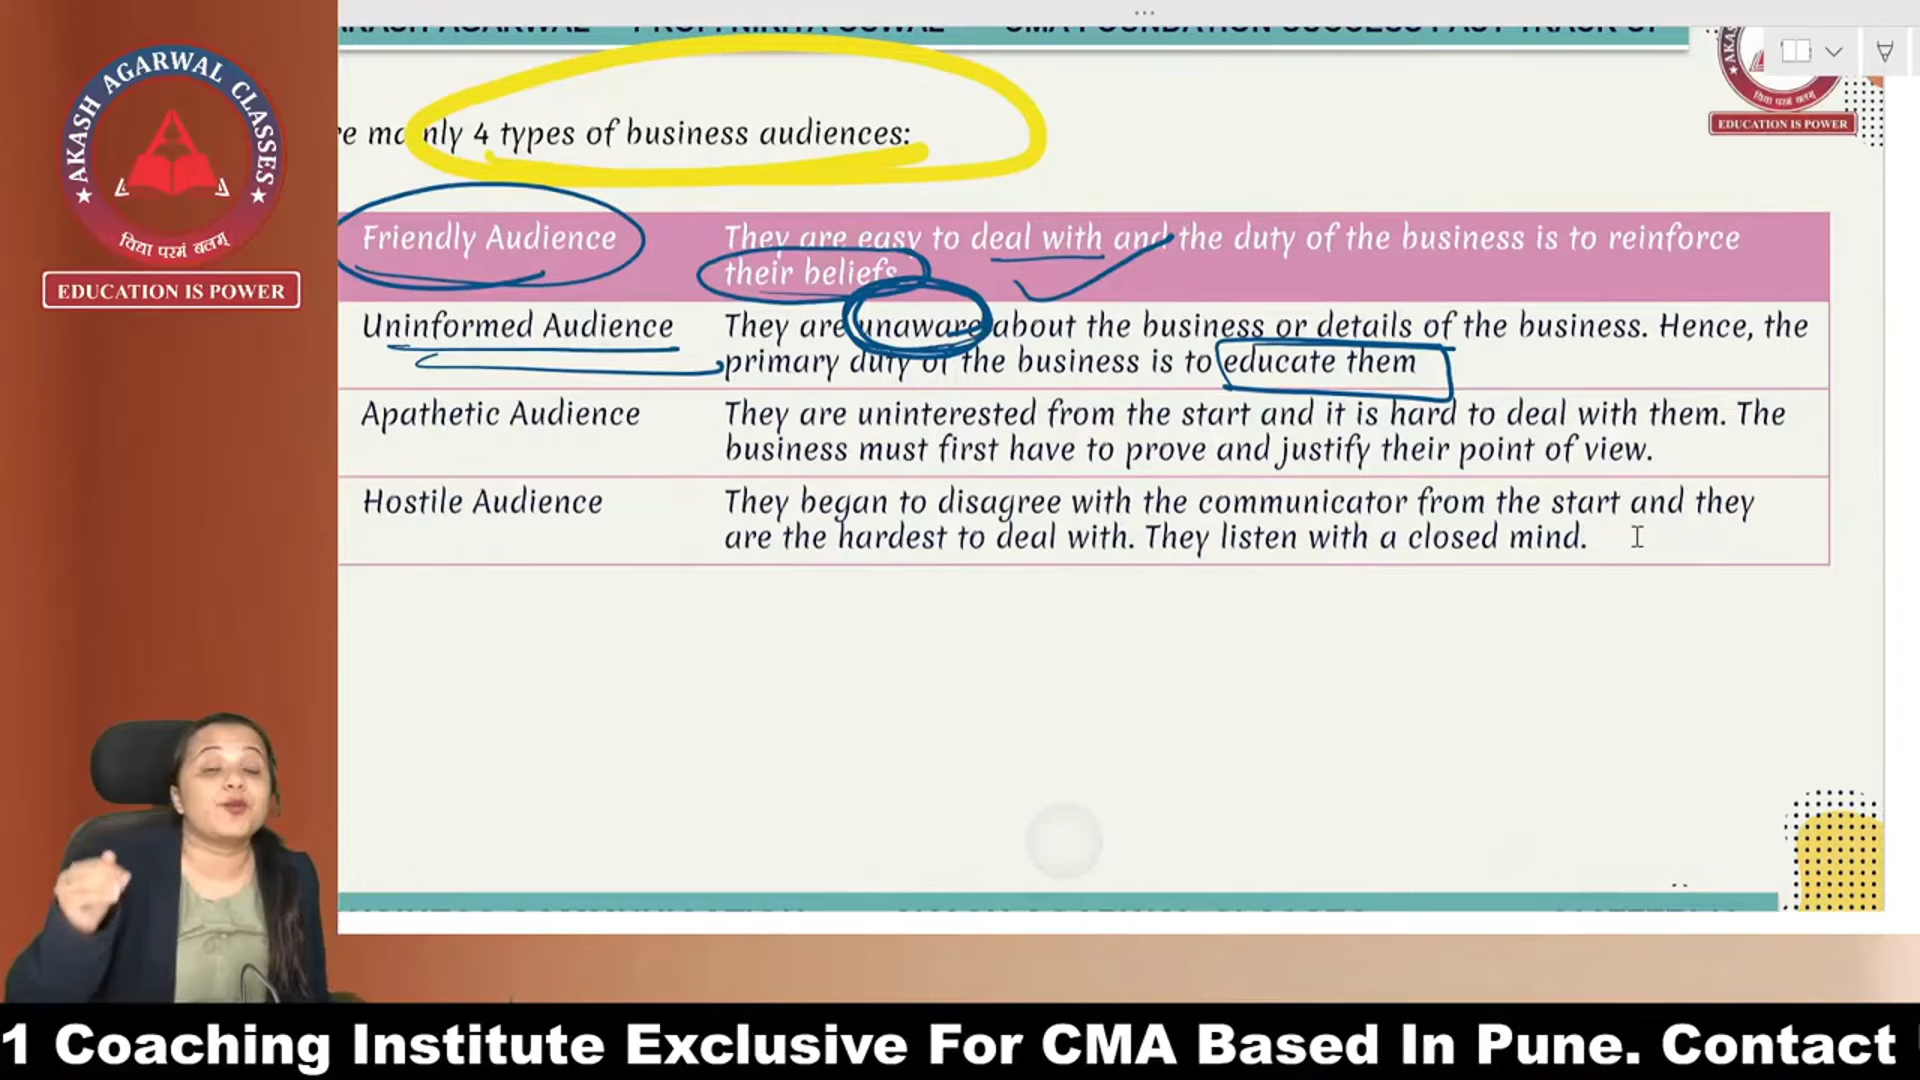 AKASH AGARWAL CLASSES
विद्या परमं बलम्
EDUCATION IS POWER
विद्या परमं बलम्
EDUCATION IS POWER
re mainly 4 types of business audiences:
Friendly Audience
They are easy to deal with and the duty of the business is to reinforce
their beliefs
Uninformed Audience
They are unaware about the business or details of the business. Hence, the
primary duty of the business is to educate them
Apathetic Audience
They are uninterested from the start and it is hard to deal with them. The
business must first have to prove and justify their point of view.
Hostile Audience
They began to disagree with the communicator from the start and they
are the hardest to deal with. They listen with a closed mind.
1 Coaching Institute Exclusive For CMA Based In Pune. Contact